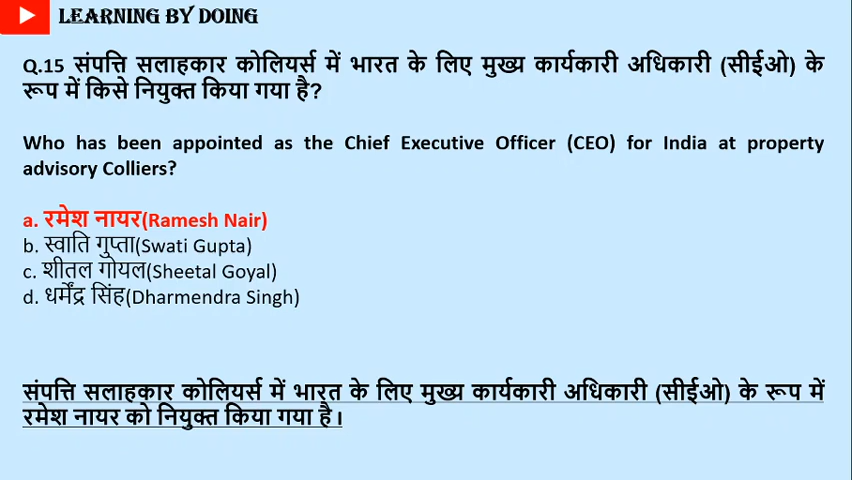 LEARNING BY DOING
Q.15 संपत्ति सलाहकार कोलियर्स में भारत के लिए मुख्य कार्यकारी अधिकारी (सीईओ) के
रूप में किसे नियुक्त किया गया है?
Who has been appointed as the Chief Executive Officer (CEO) for India at property
advisory Colliers?
a. रमेश नायर(Ramesh Nair)
b. स्वाति गुप्ता(Swati Gupta)
c. शीतल गोयल(Sheetal Goyal)
d. धर्मेंद्र सिंह(Dharmendra Singh)
संपत्ति सलाहकार कोलियर्स में भारत के लिए मुख्य कार्यकारी अधिकारी (सीईओ) के रूप में
रमेश नायर को नियुक्त किया गया है।